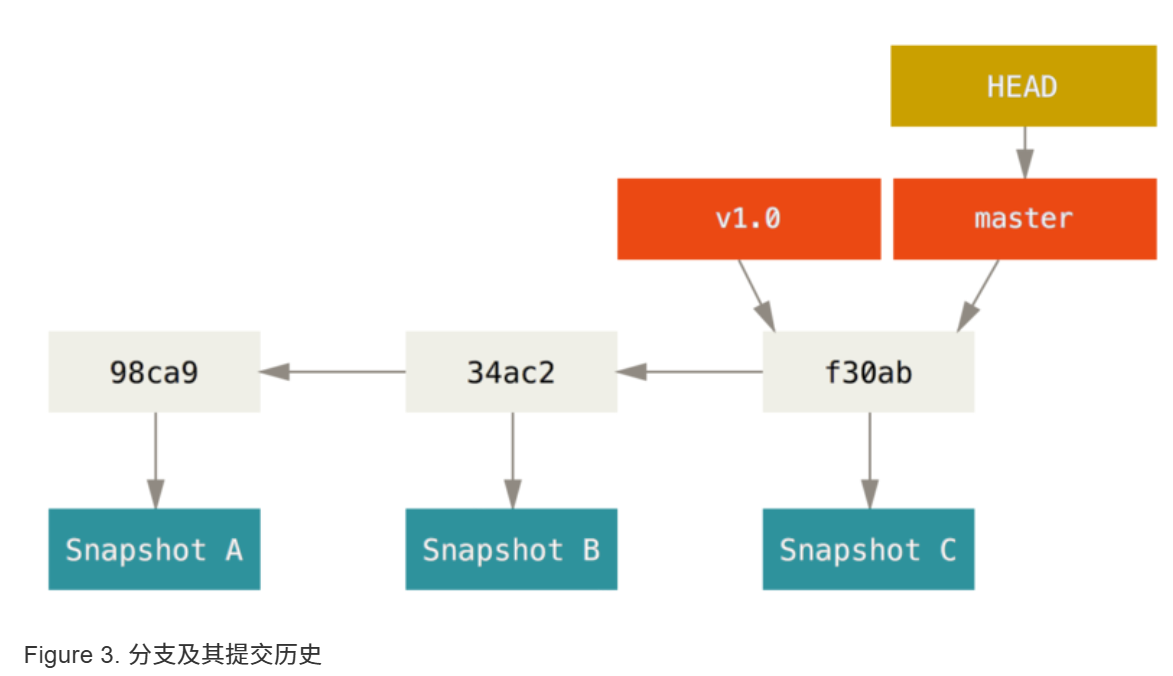 HEAD
v1.0 master
98ca9 34ac2 f30ab
Snapshot A Snapshot B Snapshot C
Figure 3. 分支及其提交历史